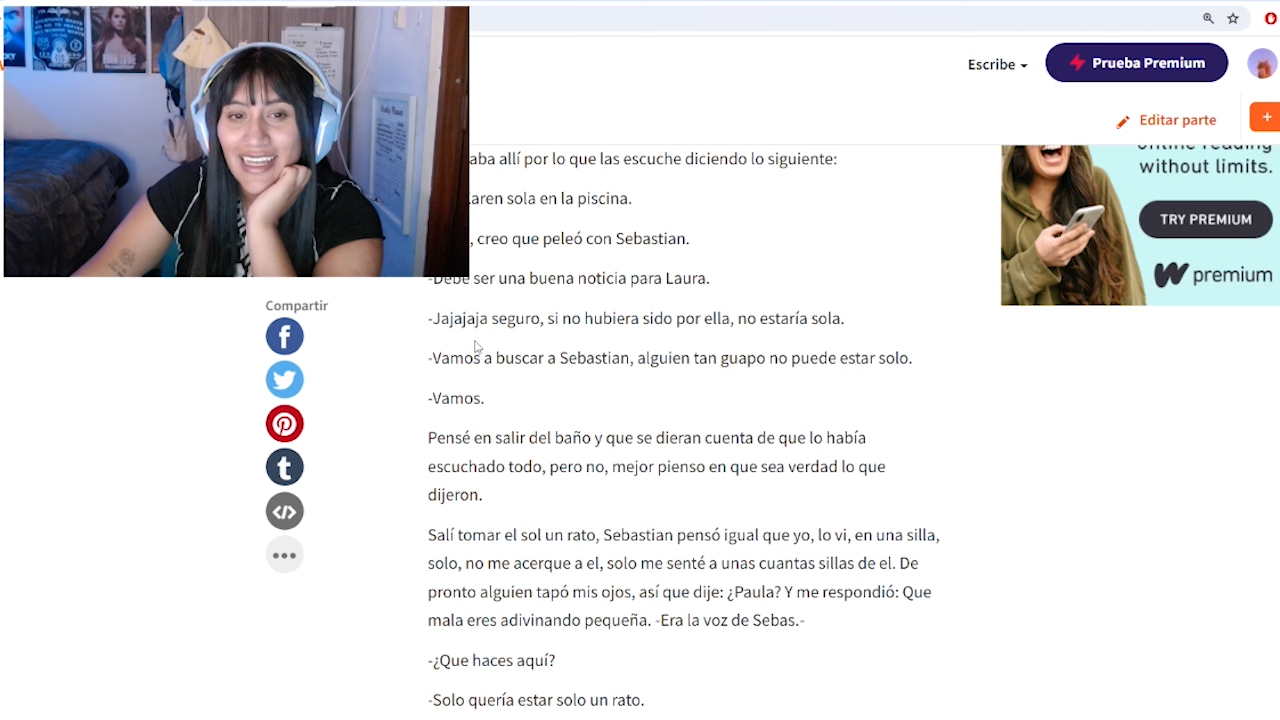 Escribe
Prueba Premium
Editar parte
+
online reading
without limits.
TRY PREMIUM
premium
BORN TO DIE
aba allí por lo que las escuche diciendo lo siguiente:
aren sola en la piscina.
, creo que peleó con Sebastian.
-Debe ser una buena noticia para Laura.
-Jajajaja seguro, si no hubiera sido por ella, no estaría sola.
-Vamos a buscar a Sebastian, alguien tan guapo no puede estar solo.
-Vamos.
Pensé en salir del baño y que se dieran cuenta de que lo había
escuchado todo, pero no, mejor pienso en que sea verdad lo que
dijeron.
Salí tomar el sol un rato, Sebastian pensó igual que yo, lo vi, en una silla,
solo, no me acerque a el, solo me senté a unas cuantas sillas de el. De
pronto alguien tapó mis ojos, así que dije: ¿Paula? Y me respondió: Que
mala eres adivinando pequeña. -Era la voz de Sebas.-
-¿Que haces aquí?
-Solo quería estar solo un rato.
Compartir